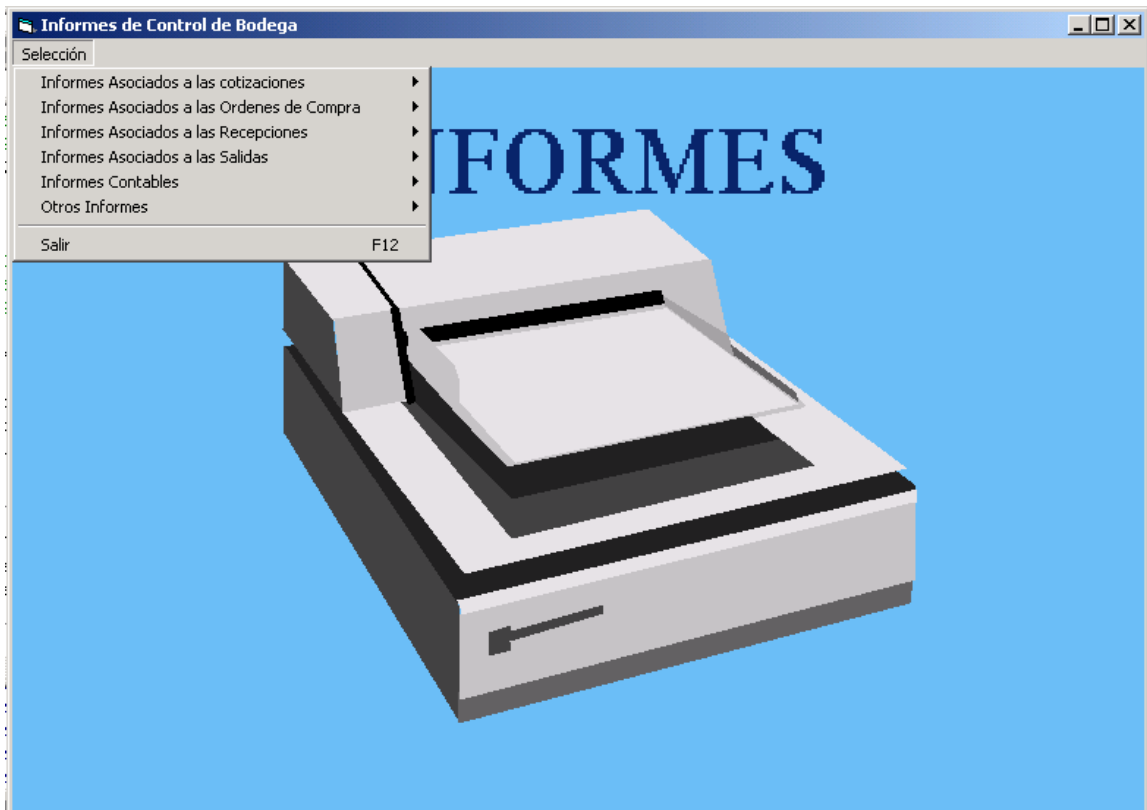 Informes de Control de Bodega
Selección
Informes Asociados a las cotizaciones
Informes Asociados a las Ordenes de Compra
Informes Asociados a las Recepciones
Informes Asociados a las Salidas
Informes Contables
Otros Informes
Salir F12
NFORMES